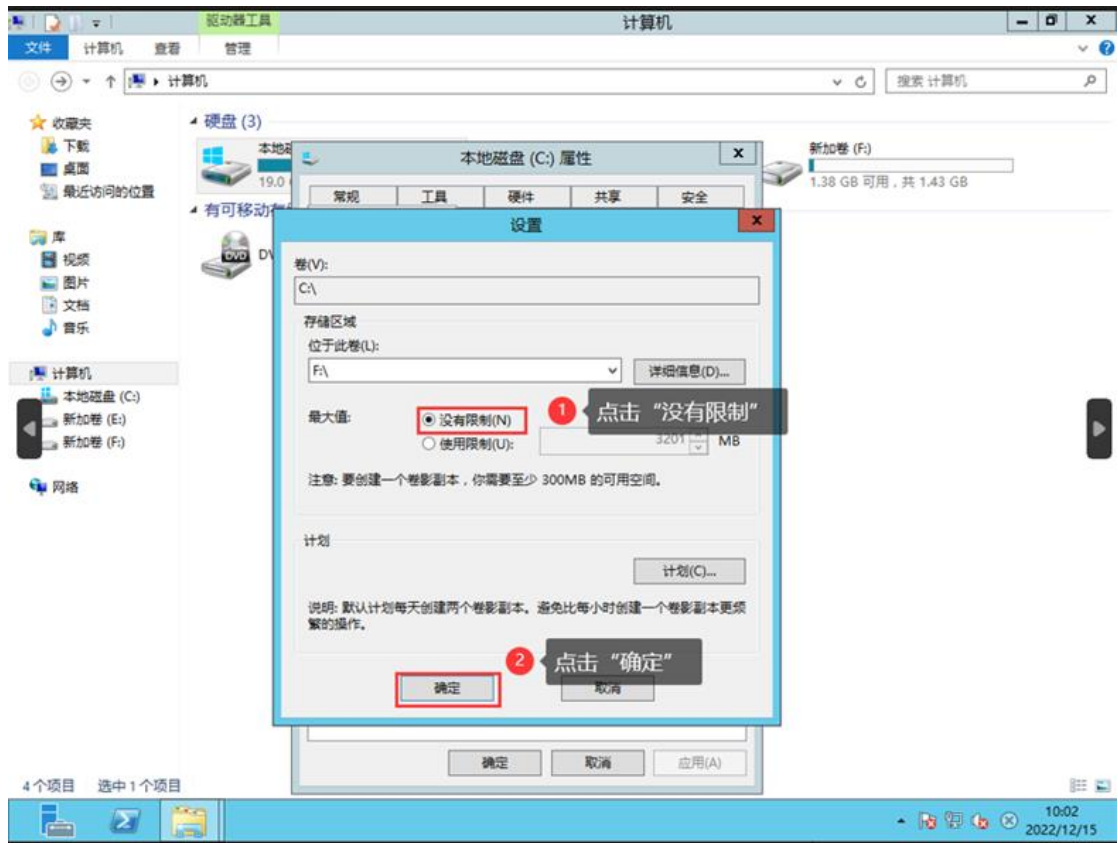 驱动器工具
计算机
文件
计算机
查看
管理
计算机
搜索 计算机
收藏夹
下载
桌面
最近访问的位置
库
视频
图片
文档
音乐
计算机
本地磁盘 (C:)
新加卷 (E:)
新加卷 (F:)
网络
硬盘 (3)
19.0
有可移动
DVD
新加卷 (F:)
1.38 GB 可用，共 1.43 GB
本地磁盘 (C:) 属性
常规
工具
硬件
共享
安全
设置
卷(V):
C:\
存储区域
位于此卷(L):
F:\
详细信息(D)...
最大值:
没有限制(N)
1 点击“没有限制”
使用限制(U):
3201
MB
注意: 要创建一个卷影副本，你需要至少 300MB 的可用空间。
计划
计划(C)...
说明: 默认计划每天创建两个卷影副本。避免比每小时创建一个卷影副本更频
繁的操作。
2 点击“确定”
确定
取消
确定
取消
应用(A)
4 个项目 选中 1 个项目
10:02
2022/12/15